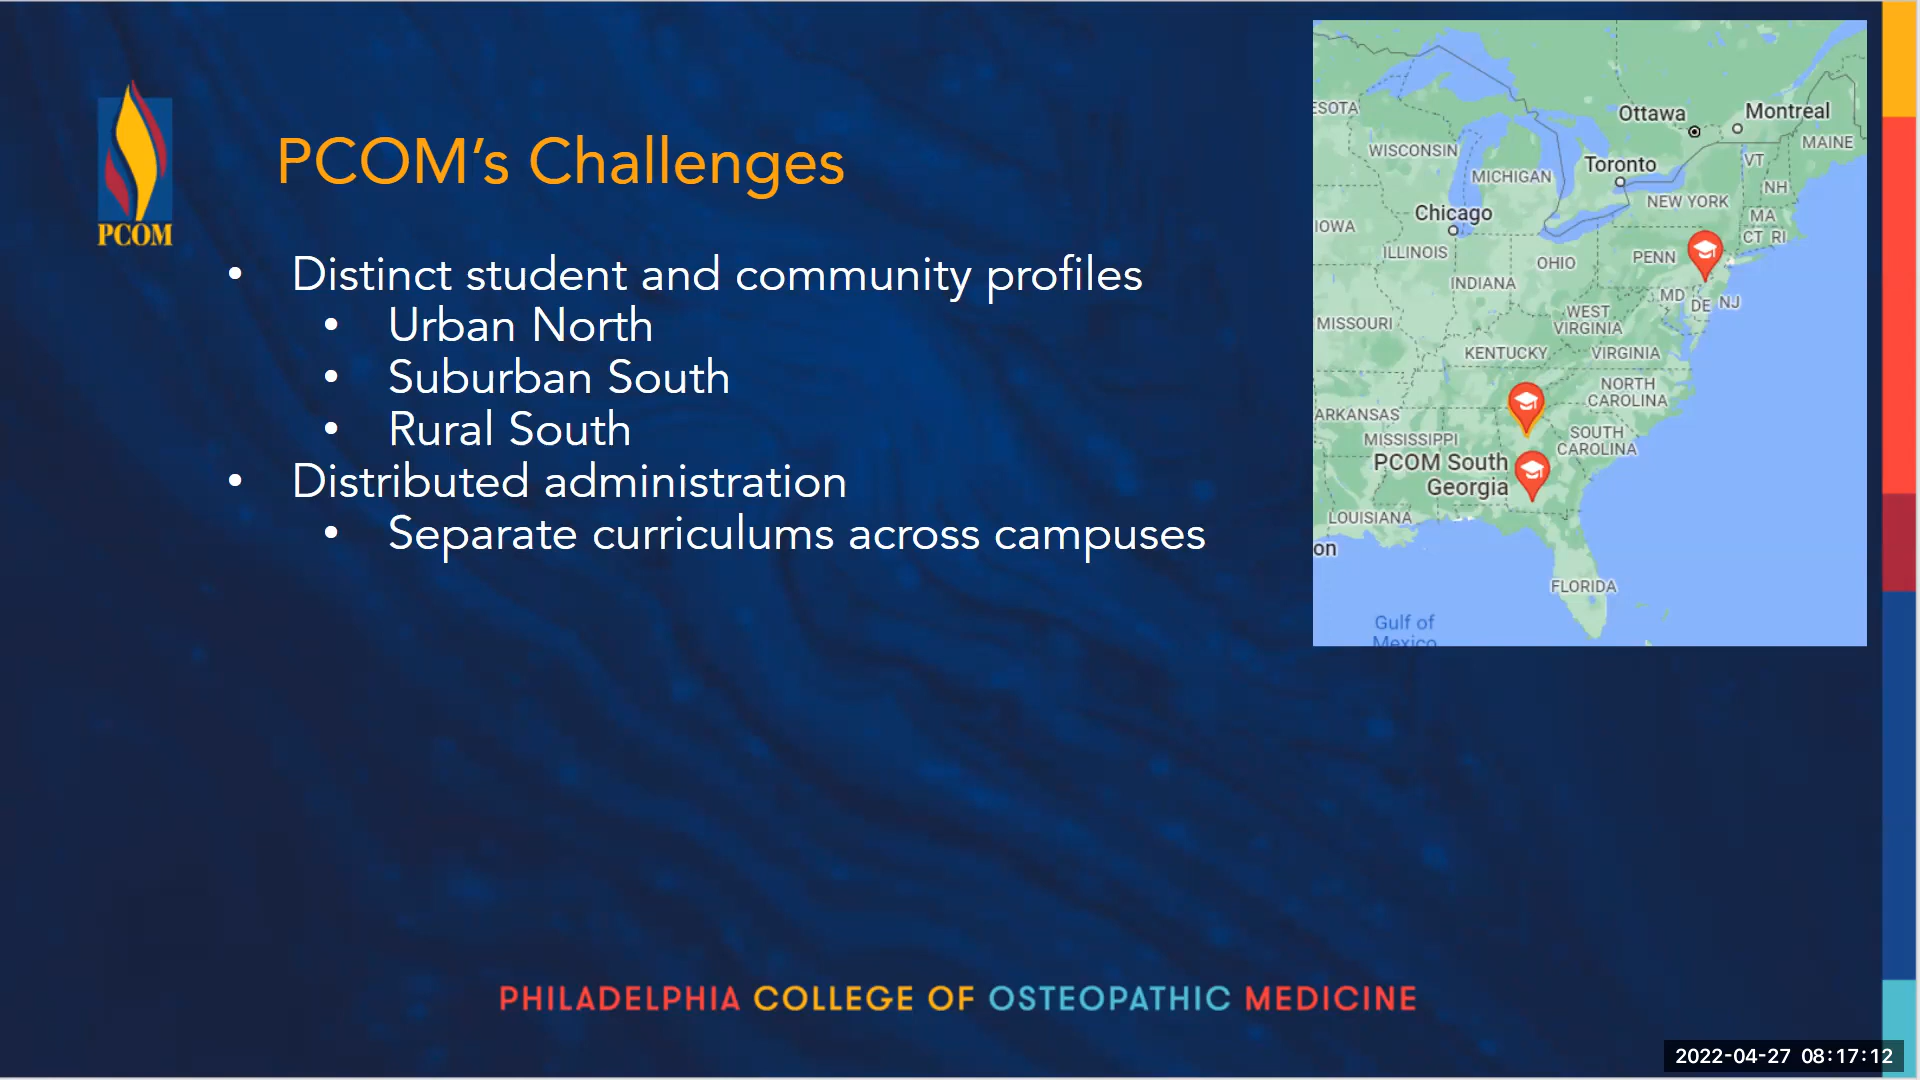 PCOM
PCOM's Challenges
• Distinct student and community profiles
• Urban North
• Suburban South
• Rural South
• Distributed administration
• Separate curriculums across campuses
ESOTA
Ottawa
Montreal
MAINE
WISCONSIN
MICHIGAN
Toronto
VT
NH
NEW YORK
MA
Chicago
IOWA
CT RI
ILLINOIS
OHIO
PENN
INDIANA
MD DE NJ
MISSOURI
WEST
VIRGINIA
KENTUCKY
VIRGINIA
NORTH
CAROLINA
ARKANSAS
MISSISSIPPI
SOUTH
CAROLINA
PCOM South
Georgia
LOUISIANA
on
FLORIDA
Gulf of
Mexico
PHILADELPHIA COLLEGE OF OSTEOPATHIC MEDICINE
2022-04-27 08:17:12